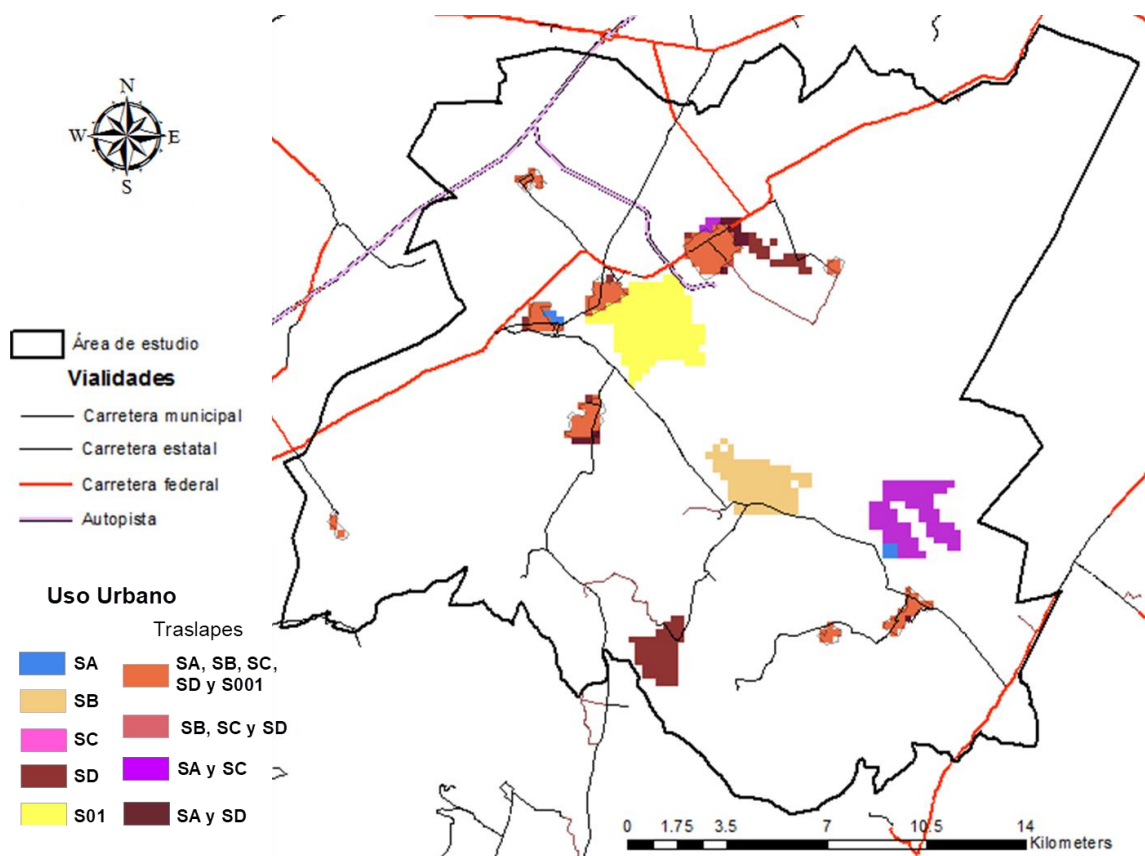 N
W E
S
Área de estudio
Vialidades
Carretera municipal
Carretera estatal
Carretera federal
Autopista
Uso Urbano
Traslapes
SA
SB
SC
SD
S01
SA, SB, SC,
SD y S001
SB, SC y SD
SA y SC
SA y SD
0 1.75 3.5 7 10.5 14
Kilometers